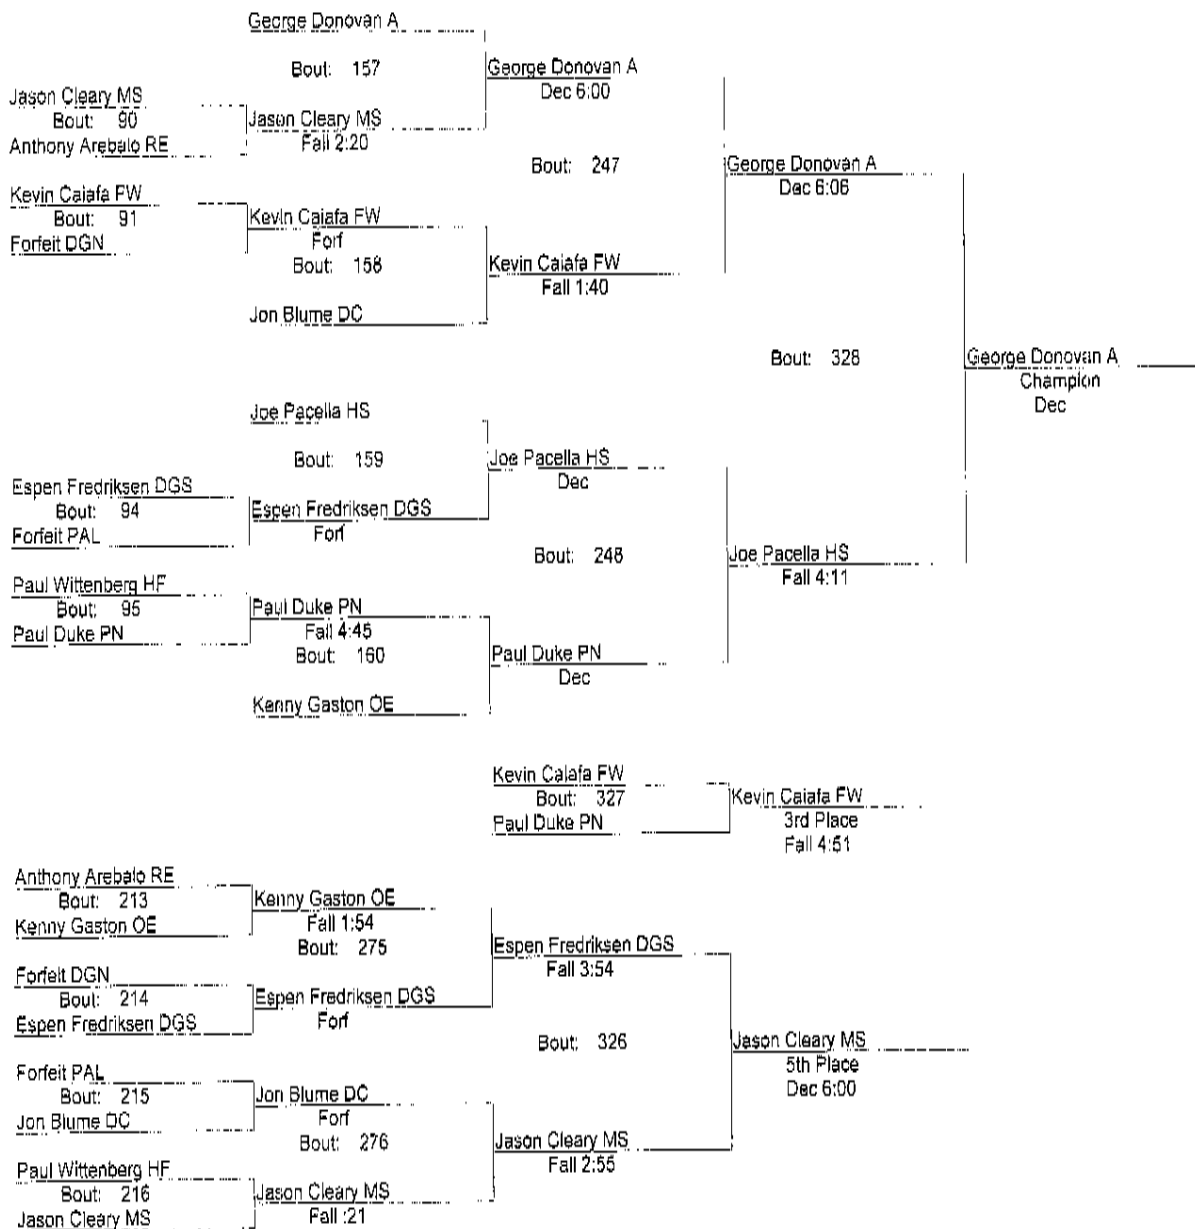 George Donovan A
Bout: 157
George Donovan A
Dec 6:00
Jason Cleary MS
Bout: 90
Anthony Arebalo RE
Jason Cleary MS
Fall 2:20
Bout: 247
George Donovan A
Dec 6:06
Kevin Caiafa FW
Bout: 91
Forfeit DGN
Kevin Caiafa FW
Forf
Bout: 158
Kevin Caiafa FW
Fall 1:40
Jon Blume DC
Bout: 328
George Donovan A
Champion
Dec
Joe Pacella HS
Bout: 159
Joe Pacella HS
Dec
Espen Fredriksen DGS
Bout: 94
Forfeit PAL
Espen Fredriksen DGS
Forf
Bout: 248
Joe Pacella HS
Fall 4:11
Paul Wittenberg HF
Bout: 95
Paul Duke PN
Paul Duke PN
Fall 4:45
Bout: 160
Paul Duke PN
Dec
Kenny Gaston OE
Kevin Caiafa FW
Bout: 327
Paul Duke PN
Kevin Caiafa FW
3rd Place
Fall 4:51
Anthony Arebalo RE
Bout: 213
Kenny Gaston OE
Kenny Gaston OE
Fall 1:54
Bout: 275
Espen Fredriksen DGS
Fall 3:54
Forfeit DGN
Bout: 214
Espen Fredriksen DGS
Espen Fredriksen DGS
Forf
Bout: 326
Jason Cleary MS
5th Place
Dec 6:00
Forfeit PAL
Bout: 215
Jon Blume DC
Jon Blume DC
Forf
Bout: 276
Jason Cleary MS
Fall 2:55
Paul Wittenberg HF
Bout: 216
Jason Cleary MS
Jason Cleary MS
Fall :21